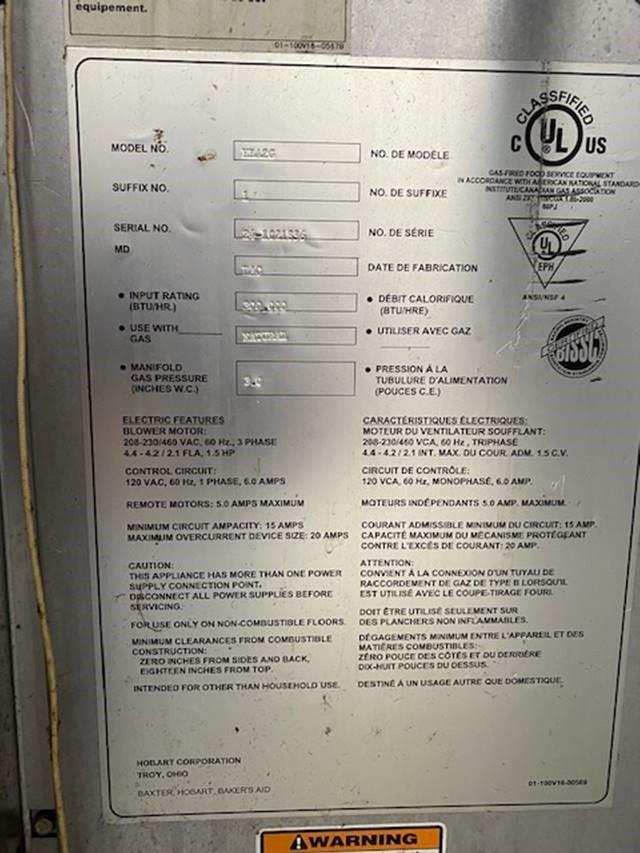 equipement.
01-100V16-05679
CLASSIFIED
C UL US
GAS-FIRED FOOD SERVICE EQUIPMENT
IN ACCORDANCE WITH AMERICAN NATIONAL STANDARD
INSTITUTE/CANADIAN GAS ASSOCIATION
60PJ
MODEL NO.
NO. DE MODÈLE
SUFFIX NO.
1
NO. DE SUFFIXE
SERIAL NO.
NO. DE SÉRIE
MD
DATE DE FABRICATION
CLASSIFIED
UL
EPH
ANSI/NSF 4
• INPUT RATING
(BTU/HR.)
300,000
• DÉBIT CALORIFIQUE
(BTU/HRE)
• USE WITH
GAS
NATURAL
• UTILISER AVEC GAZ
BISSC
• MANIFOLD
GAS PRESSURE
(INCHES W.C.)
• PRESSION À LA
TUBULURE D'ALIMENTATION
(POUCES C.E.)
ELECTRIC FEATURES
BLOWER MOTOR:
208-230/460 VAC, 60 Hz., 3 PHASE
4.4 - 4.2 / 2.1 FLA, 1.5 HP
CONTROL CIRCUIT:
120 VAC, 60 Hz, 1 PHASE, 6.0 AMPS
REMOTE MOTORS: 5.0 AMPS MAXIMUM
MINIMUM CIRCUIT AMPACITY: 15 AMPS
MAXIMUM OVERCURRENT DEVICE SIZE: 20 AMPS
CAUTION:
THIS APPLIANCE HAS MORE THAN ONE POWER
SUPPLY CONNECTION POINT.
DISCONNECT ALL POWER SUPPLIES BEFORE
SERVICING.
FOR USE ONLY ON NON-COMBUSTIBLE FLOORS.
MINIMUM CLEARANCES FROM COMBUSTIBLE
CONSTRUCTION:
ZERO INCHES FROM SIDES AND BACK,
EIGHTEEN INCHES FROM TOP.
INTENDED FOR OTHER THAN HOUSEHOLD USE.
CARACTÉRISTIQUES ÉLECTRIQUES:
MOTEUR DU VENTILATEUR SOUFFLANT:
208-230/460 VCA, 60 Hz , TRIPHASÉ
4.4 - 4.2 / 2.1 INT. MAX. DU COUR. ADM. 1.5 C.V.
CIRCUIT DE CONTRÔLE:
120 VCA, 60 Hz, MONOPHASÉ, 6.0 AMP.
MOTEURS INDÉPENDANTS 5.0 AMP. MAXIMUM.
COURANT ADMISSIBLE MINIMUM DU CIRCUIT: 15 AMP.
CAPACITÉ MAXIMUM DU MÉCANISME PROTÉGEANT
CONTRE L'EXCÉS DE COURANT: 20 AMP.
ATTENTION:
CONVIENT À LA CONNEXION D'UN TUYAU DE
RACCORDEMENT DE GAZ DE TYPE B LORSQU'IL
EST UTILISÉ AVEC LE COUPE-TIRAGE FOURI.
DOIT ÊTRE UTILISÉ SEULEMENT SUR
DES PLANCHERS NON INFLAMMABLES.
DÉGAGEMENTS MINIMUM ENTRE L'APPAREIL ET DES
MATIÈRES COMBUSTIBLES:
ZÉRO POUCE DES CÔTÉS ET DU DERRIÉRE
DIX-HUIT POUCES DU DESSUS.
DESTINÉ À UN USAGE AUTRE QUE DOMESTIQUE.
HOBART CORPORATION
TROY, OHIO
BAXTER, HOBART, BAKER'S AID
01-100V16-00569
WARNING